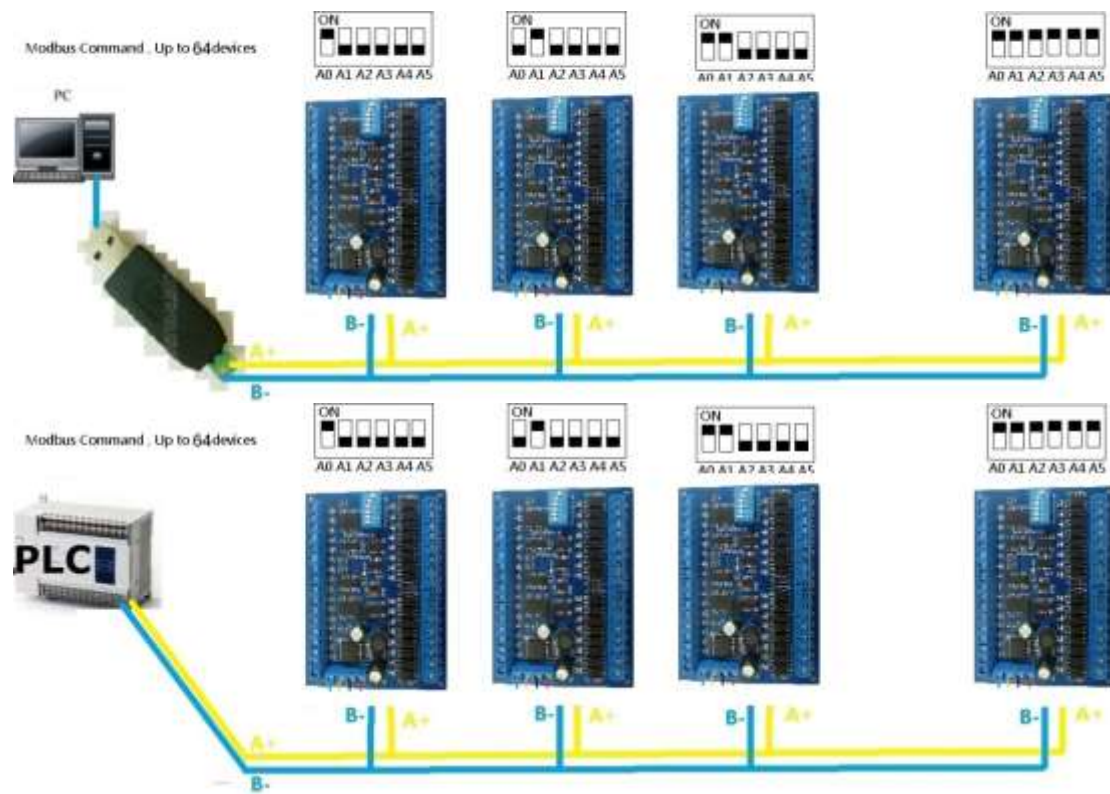 ON ON ON ON
Modbus Command , Up to 64devices
A0 A1 A2 A3 A4 A5 A0 A1 A2 A3 A4 A5 A0 A1 A2 A3 A4 A5 A0 A1 A2 A3 A4 A5
PC
B- A+ B- A+ B- A+ B- A+
A+
B-
ON ON ON ON
Modbus Command , Up to 64devices
A0 A1 A2 A3 A4 A5 A0 A1 A2 A3 A4 A5 A0 A1 A2 A3 A4 A5 A0 A1 A2 A3 A4 A5
PLC
B- A+ B- A+ B- A+ B- A+
A+
B-